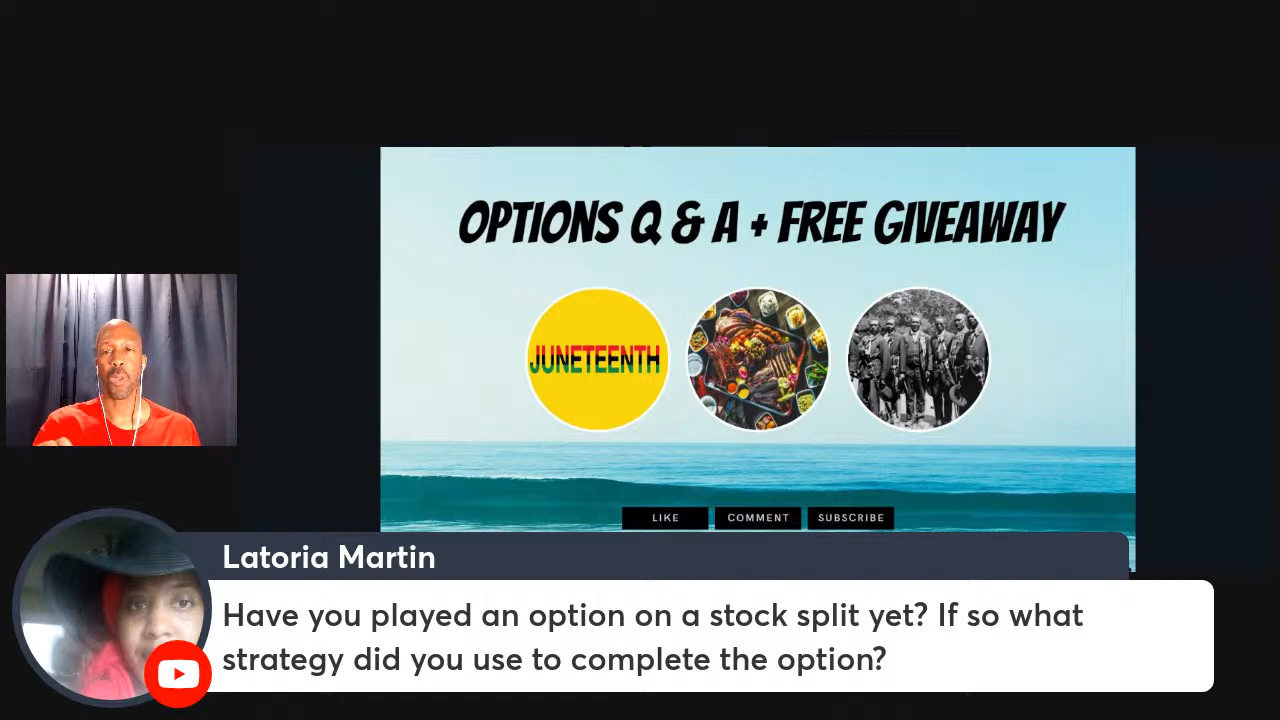 OPTIONS Q & A + FREE GIVEAWAY
JUNETEENTH
LIKE
COMMENT
SUBSCRIBE
Latoria Martin
Have you played an option on a stock split yet? If so what
strategy did you use to complete the option?